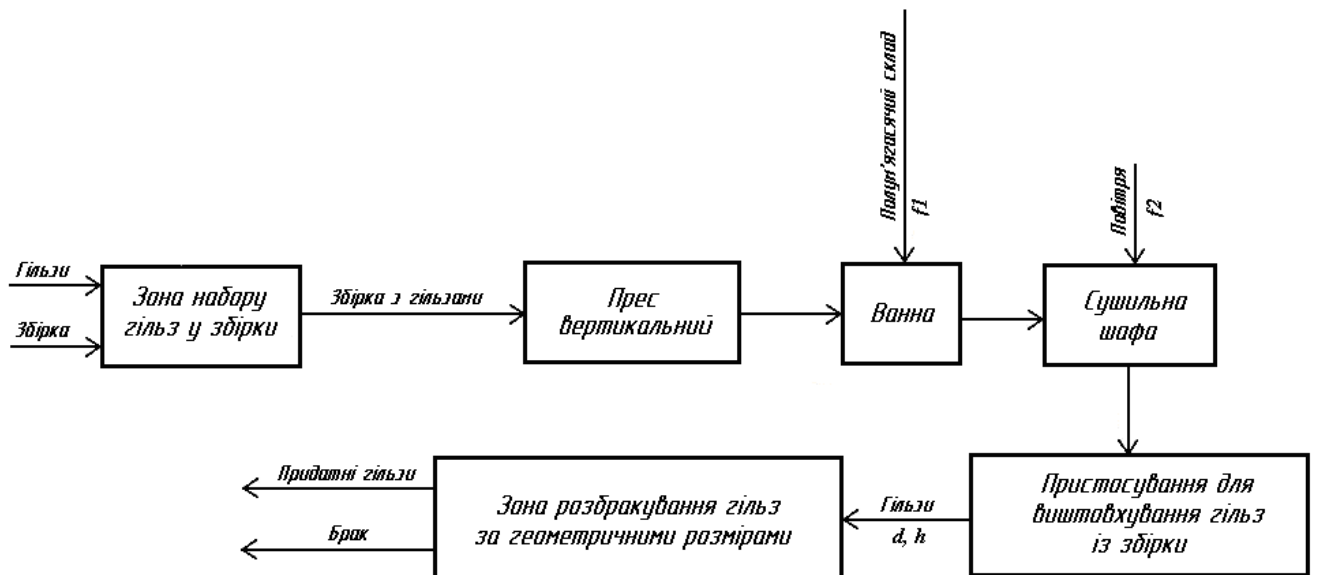 Полум'ягасячий склад
f1
Повітря
f2
Гільзи
Збірка
Зона набору
гільз у збірки
Збірка з гільзами
Прес
вертикальний
Ванна
Сушильна
шафа
Придатні гільзи
Брак
Зона розбракування гільз
за геометричними розмірами
Гільзи
d, h
Пристосування для
виштовхування гільз
із збірки